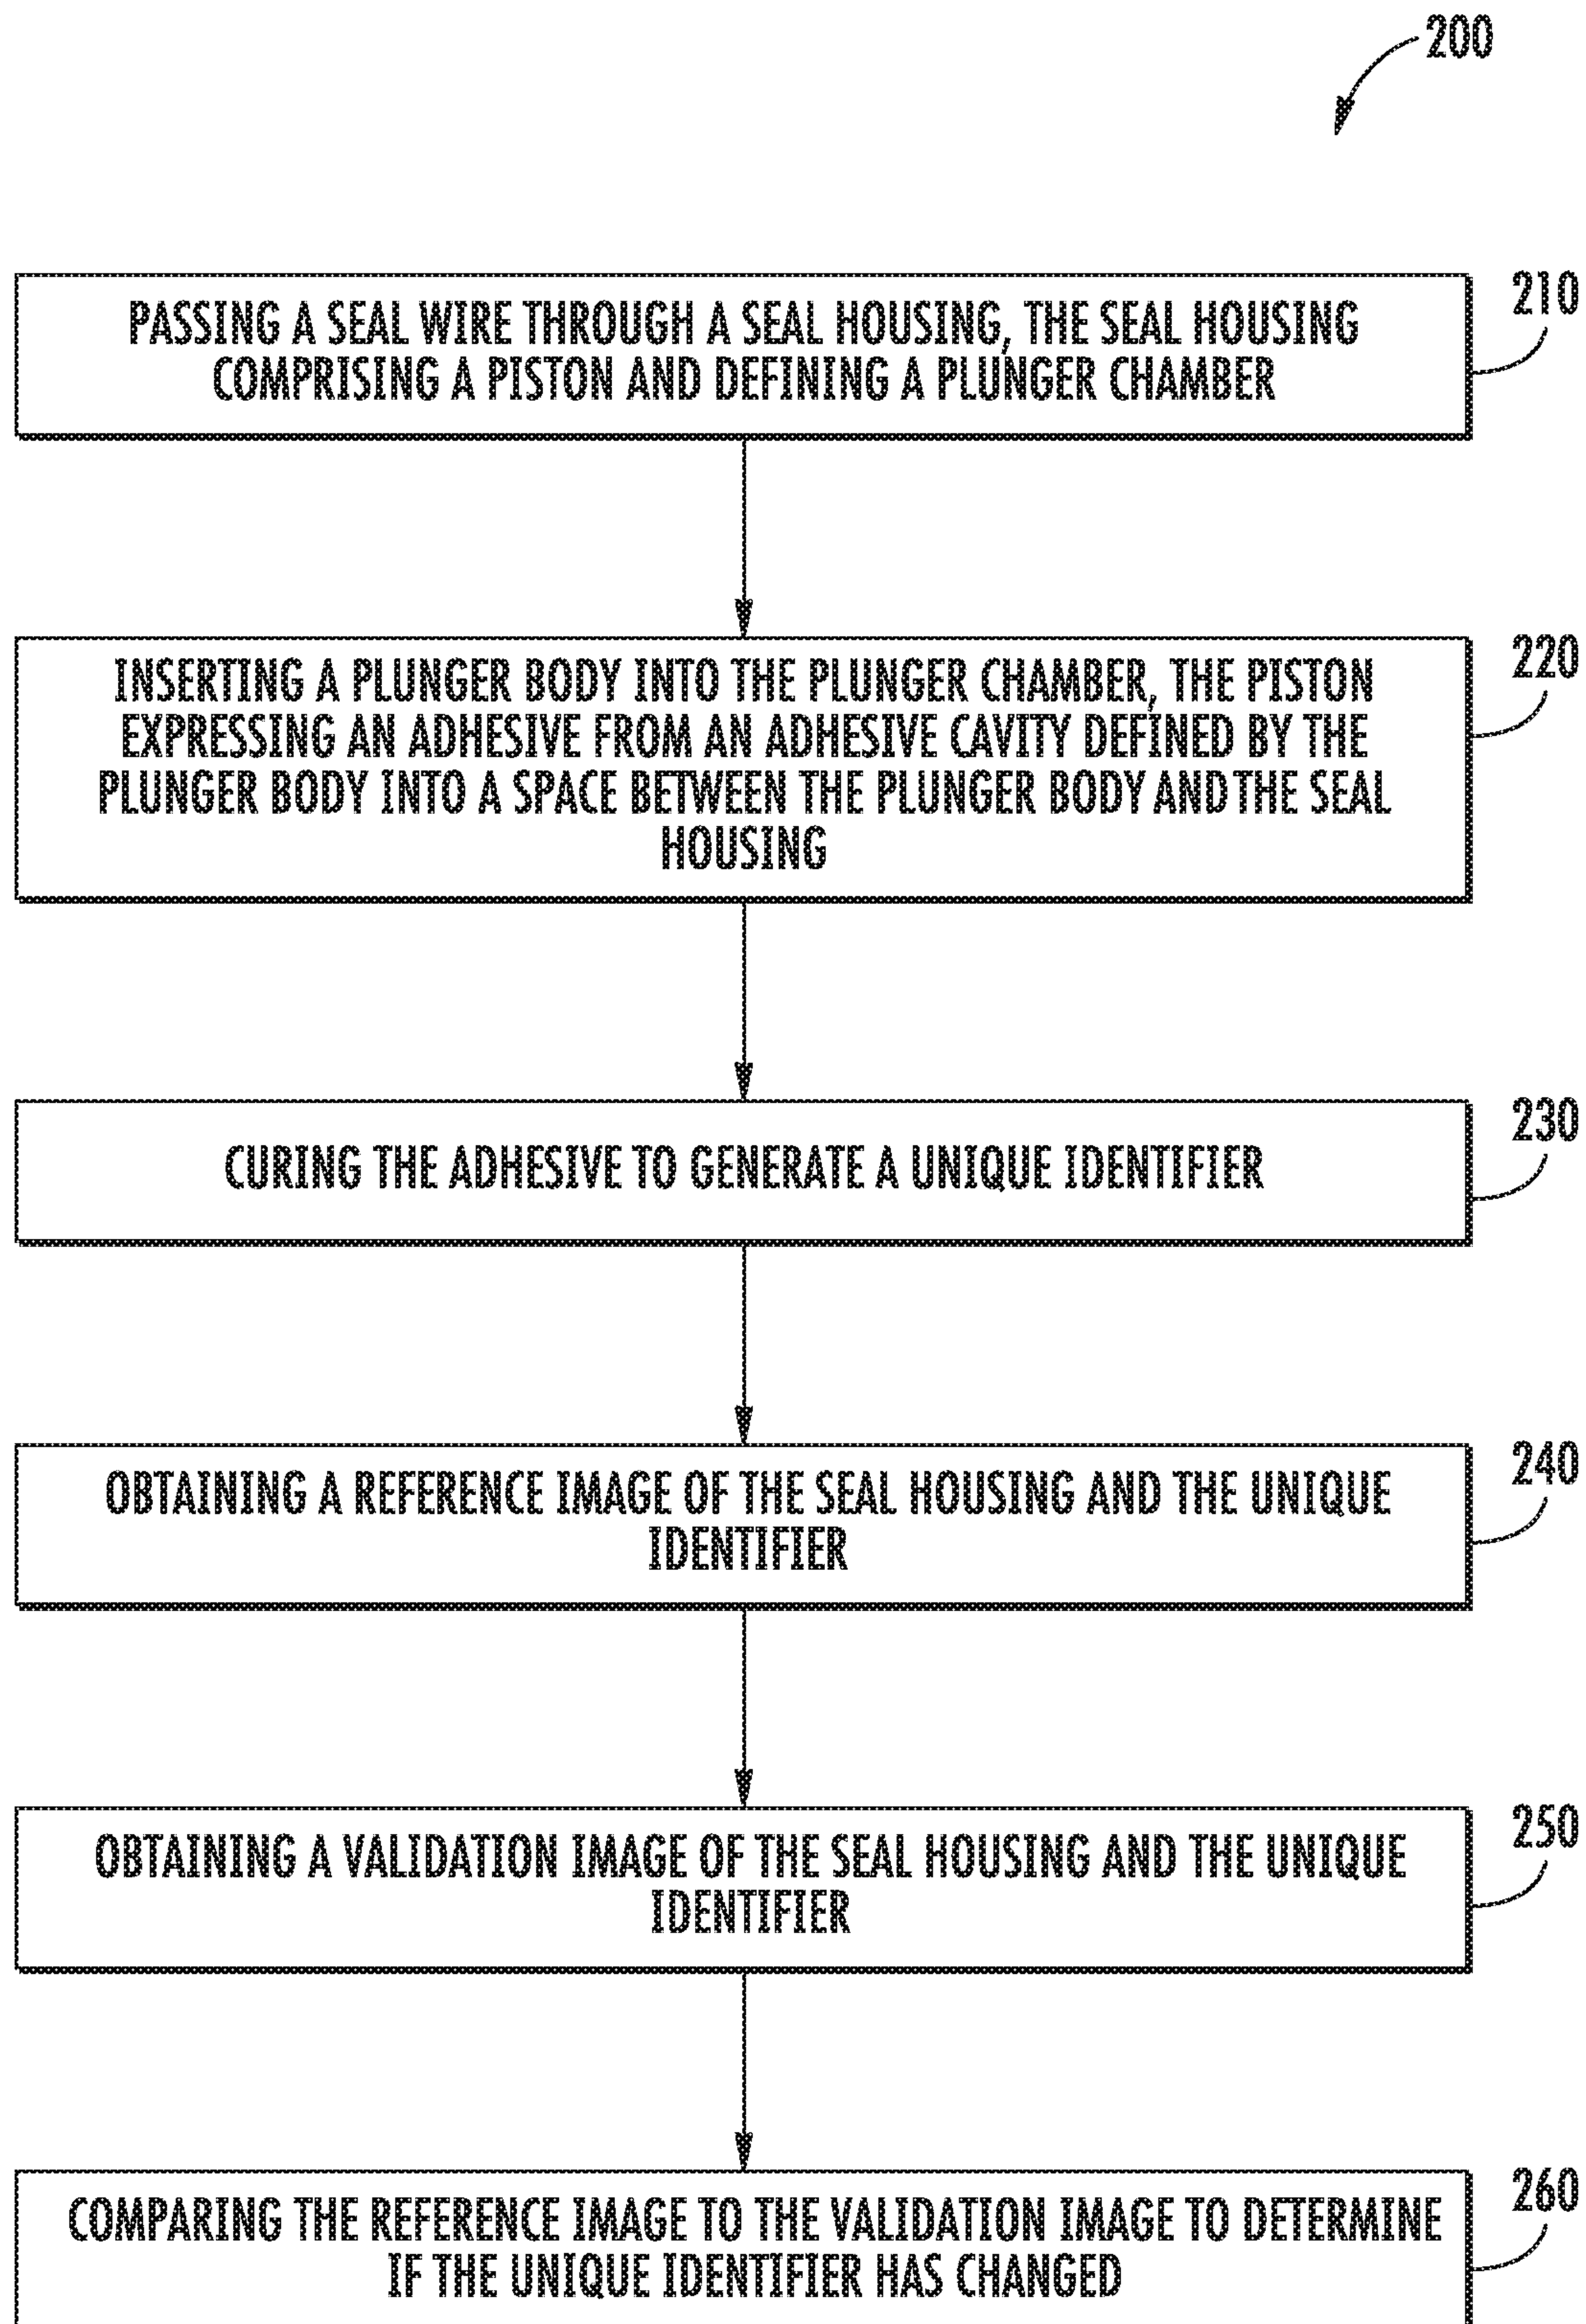 200
PASSING A SEAL WIRE THROUGH A SEAL HOUSING, THE SEAL HOUSING
COMPRISING A PISTON AND DEFINING A PLUNGER CHAMBER
210
INSERTING A PLUNGER BODY INTO THE PLUNGER CHAMBER, THE PISTON
EXPRESSING AN ADHESIVE FROM AN ADHESIVE CAVITY DEFINED BY THE
PLUNGER BODY INTO A SPACE BETWEEN THE PLUNGER BODY AND THE SEAL
HOUSING
220
CURING THE ADHESIVE TO GENERATE A UNIQUE IDENTIFIER
230
OBTAINING A REFERENCE IMAGE OF THE SEAL HOUSING AND THE UNIQUE
IDENTIFIER
240
OBTAINING A VALIDATION IMAGE OF THE SEAL HOUSING AND THE UNIQUE
IDENTIFIER
250
COMPARING THE REFERENCE IMAGE TO THE VALIDATION IMAGE TO DETERMINE
IF THE UNIQUE IDENTIFIER HAS CHANGED
260